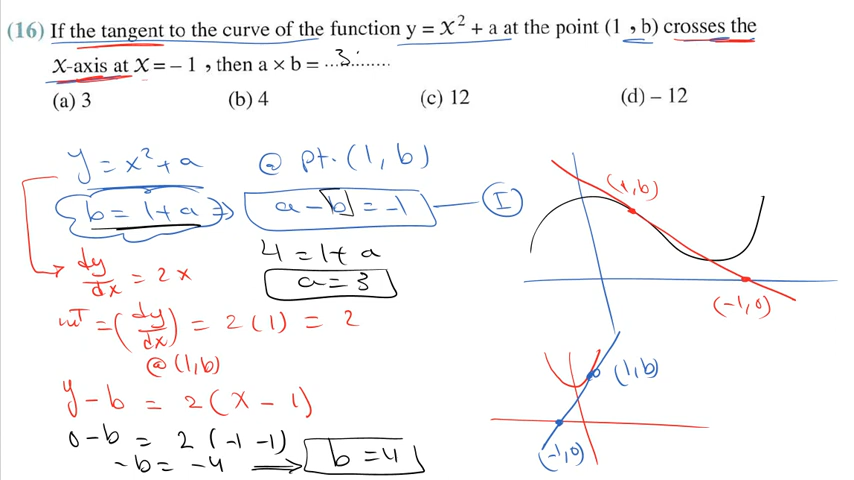 (16) If the tangent to the curve of the function y = x² + a at the point (1 , b) crosses the
X-axis at X = – 1 , then a × b = ...3...........
(a) 3 (b) 4 (c) 12 (d) – 12
y = x² + a @ pt. (1, b)
b = 1 + a ⇒ a – b = –1 — I
4 = 1 + a
a = 3
dy/dx = 2x
mT = (dy/dx) = 2(1) = 2
@ (1, b)
y – b = 2(x – 1)
0 – b = 2(–1 –1)
–b = –4 ⟹ b = 4
(1, b)
(–1, 0)
(1, b)
(–1, 0)